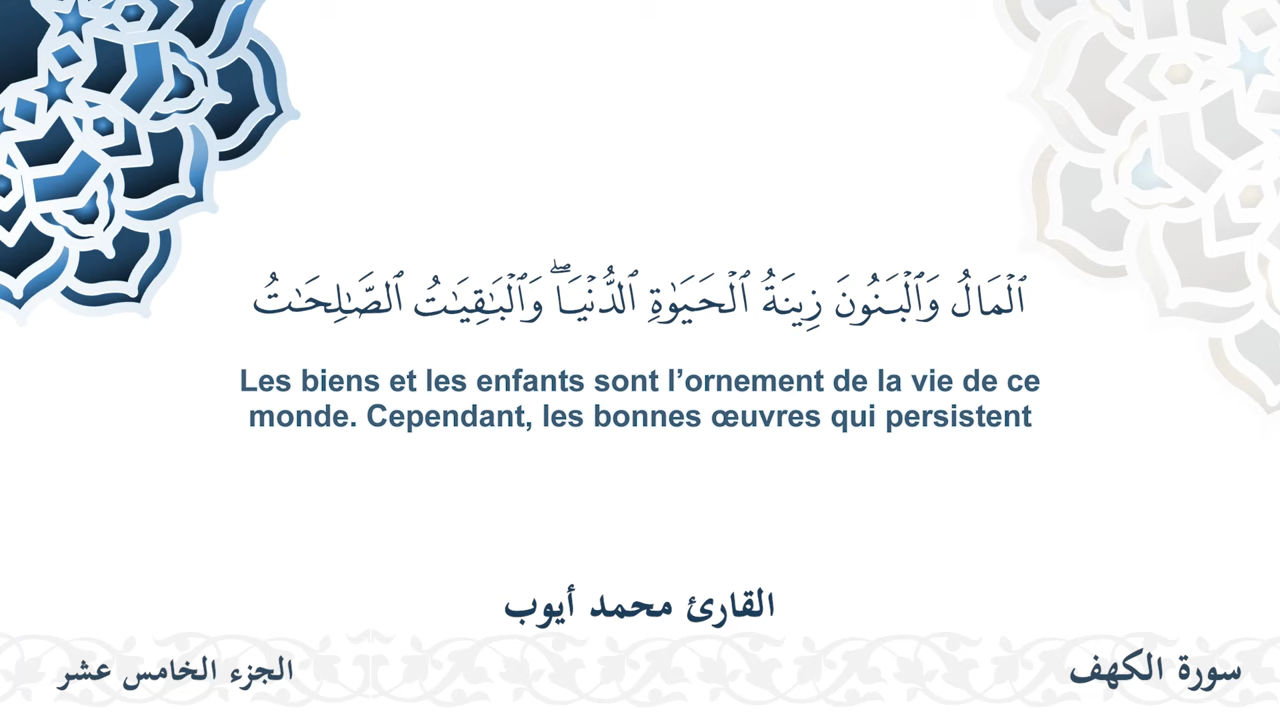 ٱلۡمَالُ وَٱلۡبَنُونَ زِينَةُ ٱلۡحَيَوٰةِ ٱلدُّنۡيَاۖ وَٱلۡبَٰقِيَٰتُ ٱلصَّٰلِحَٰتُ
Les biens et les enfants sont l’ornement de la vie de ce
monde. Cependant, les bonnes œuvres qui persistent
القارئ محمد أيوب
سورة الكهف
الجزء الخامس عشر